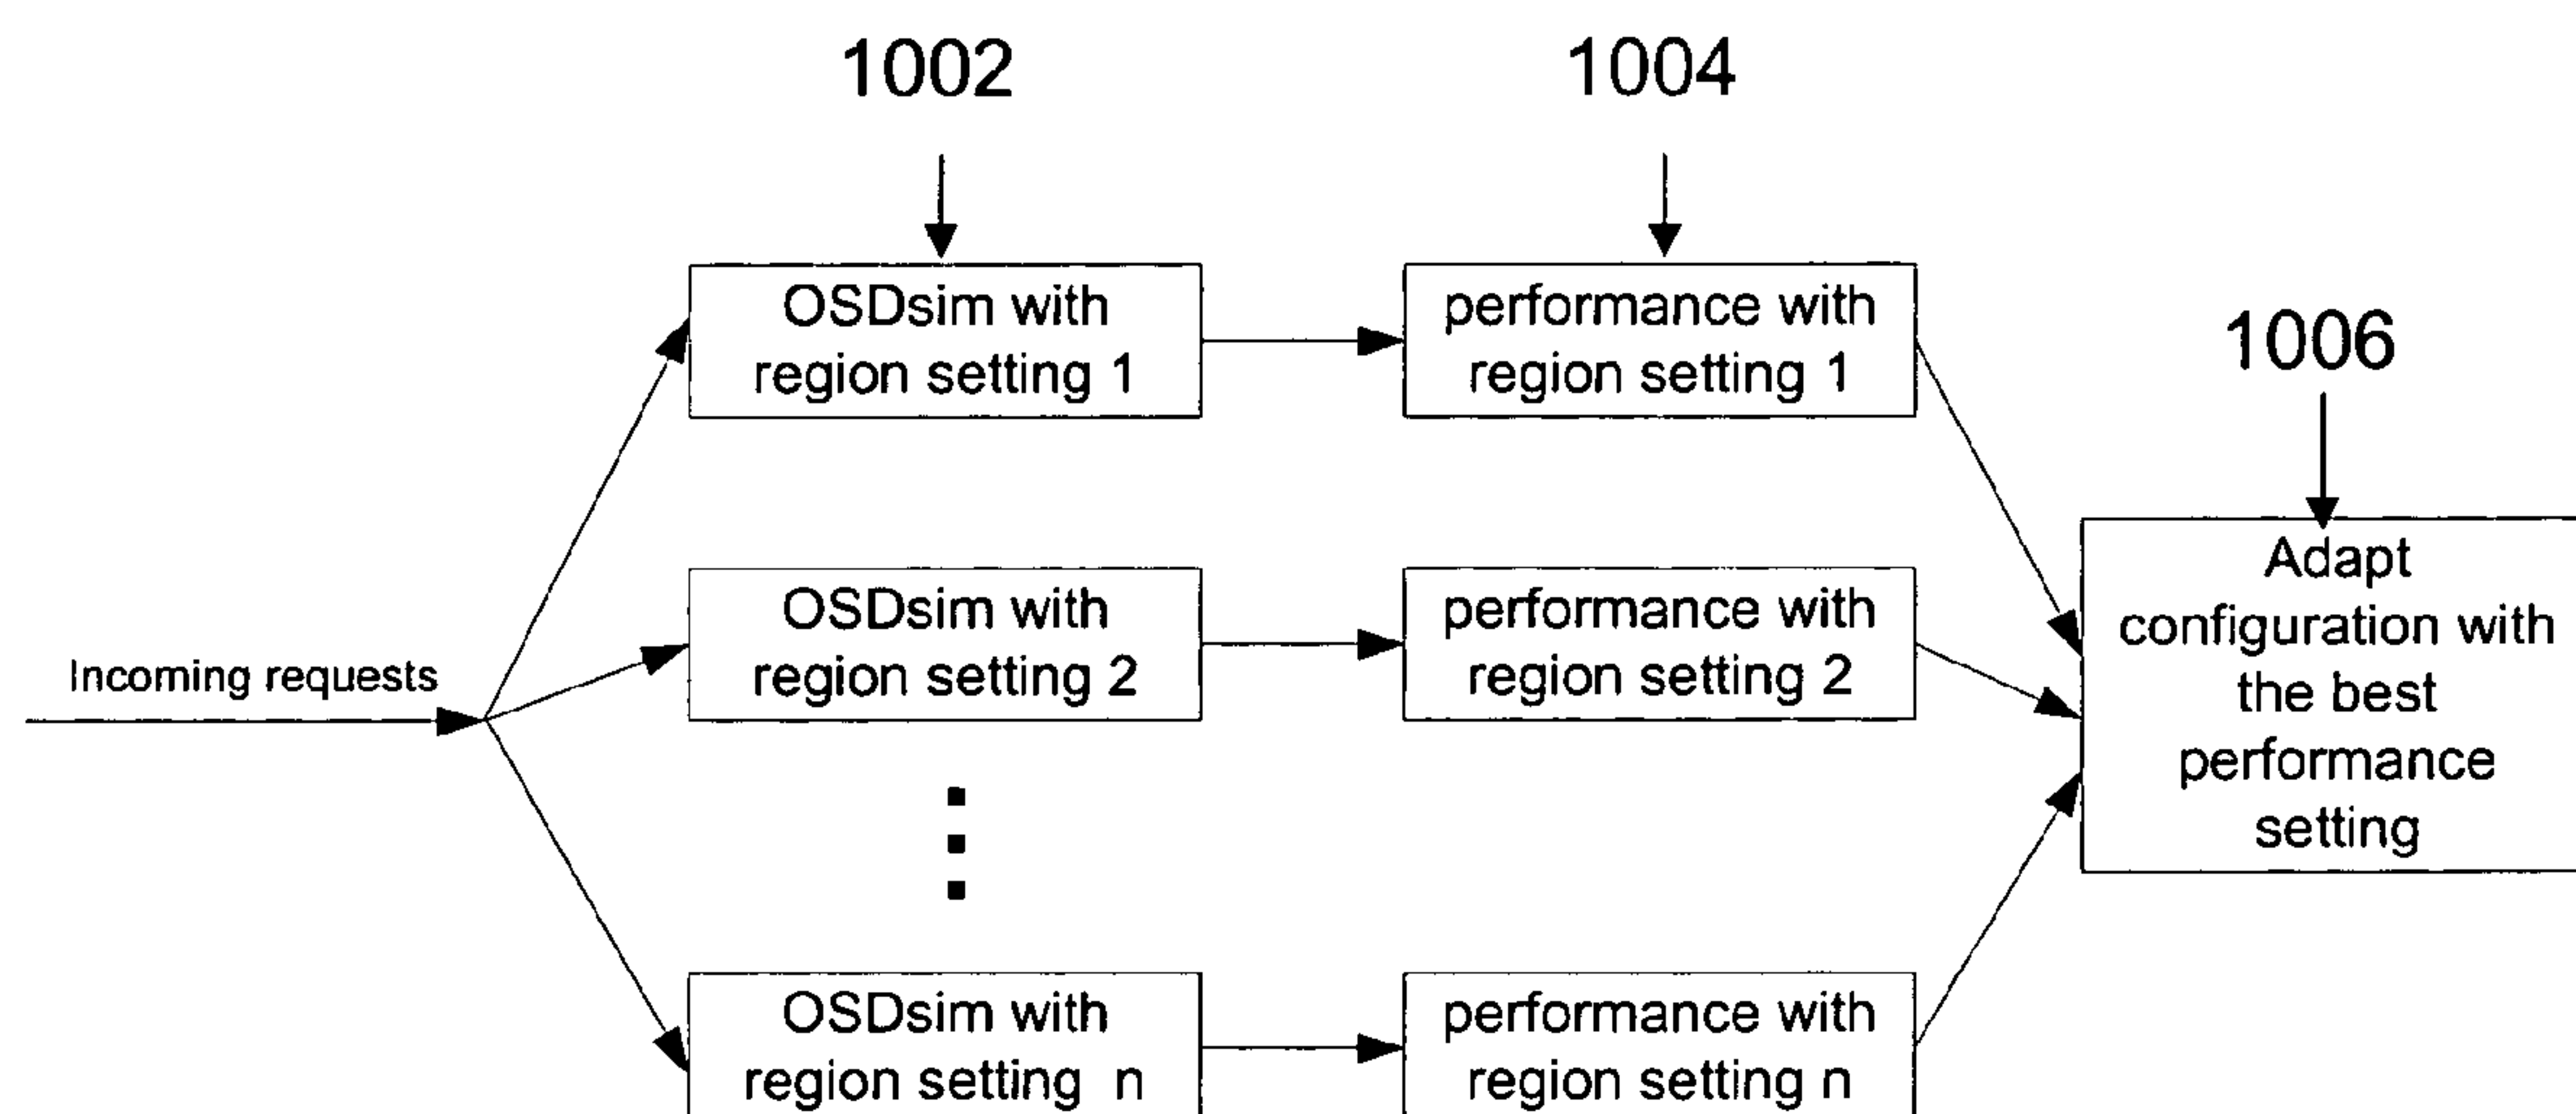 1002
1004
1006
OSDsim with
region setting 1
performance with
region setting 1
Incoming requests
OSDsim with
region setting 2
performance with
region setting 2
Adapt
configuration with
the best
performance
setting
OSDsim with
region setting n
performance with
region setting n